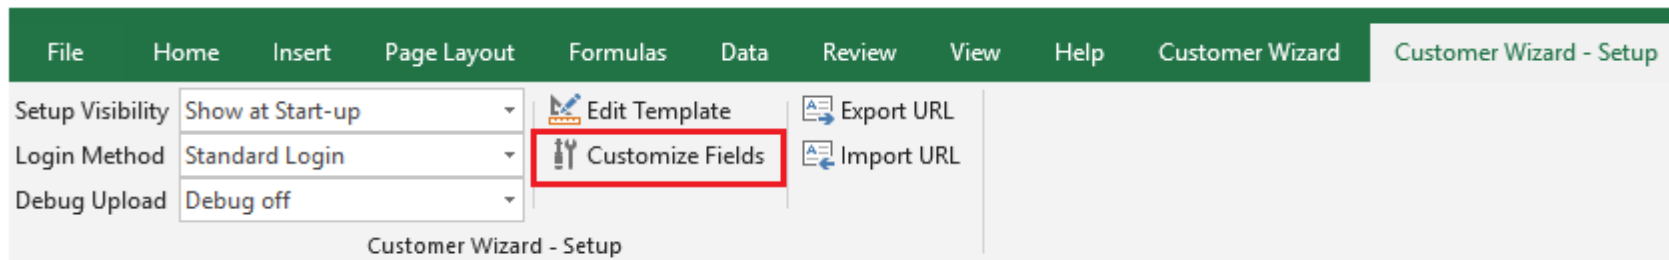 File Home Insert Page Layout Formulas Data Review View Help Customer Wizard Customer Wizard - Setup
Setup Visibility Show at Start-up Edit Template Export URL
Login Method Standard Login Customize Fields Import URL
Debug Upload Debug off
Customer Wizard - Setup